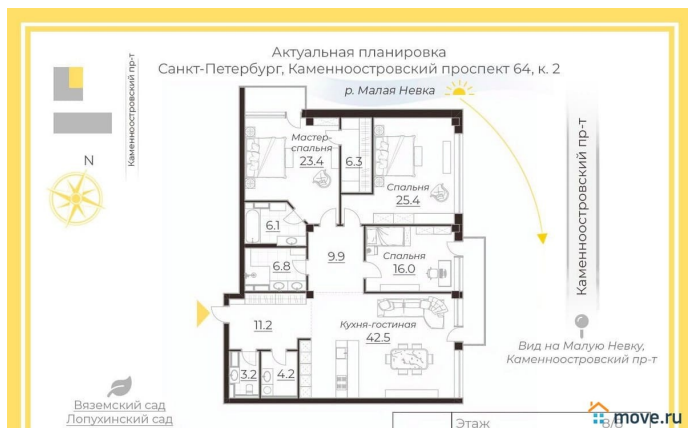 Актуальная планировка
Санкт-Петербург, Каменноостровский проспект 64, к. 2
р. Малая Невка
Каменноостровский пр-т
N
Мастер-
спальня
23.4
6.3
Спальня
25.4
6.1
9.9
Спальня
16.0
6.8
11.2
Кухня-гостиная
42.5
3.2
4.2
Каменноостровский пр-т
Вид на Малую Невку,
Каменноостровский пр-т
Вяземский сад
Лопухинский сад
Этаж
move.ru